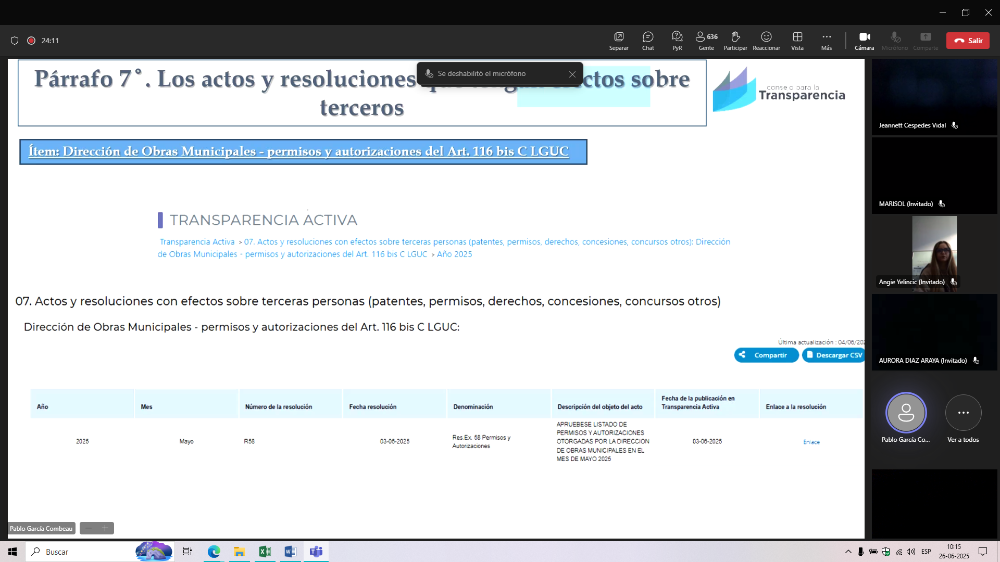 24:11
Separar
Chat
PyR
636
Gente
Participar
Reaccionar
Vista
Más
Cámara
Micrófono
Comparte
Salir
Se deshabilitó el micrófono
Párrafo 7°. Los actos y resoluciones que tengan efectos sobre
terceros
consejo para la
Transparencia
Ítem: Dirección de Obras Municipales - permisos y autorizaciones del Art. 116 bis C LGUC
TRANSPARENCIA ACTIVA
Transparencia Activa > 07. Actos y resoluciones con efectos sobre terceras personas (patentes, permisos, derechos, concesiones, concursos otros): Dirección
de Obras Municipales - permisos y autorizaciones del Art. 116 bis C LGUC > Año 2025
07. Actos y resoluciones con efectos sobre terceras personas (patentes, permisos, derechos, concesiones, concursos otros)
Dirección de Obras Municipales - permisos y autorizaciones del Art. 116 bis C LGUC:
Última actualización : 04/06/202
Compartir
Descargar CSV
Año
Mes
Número de la resolución
Fecha resolución
Denominación
Descripción del objeto del acto
Fecha de la publicación en
Transparencia Activa
Enlace a la resolución
2025
Mayo
R58
03-06-2025
Res.Ex. 58 Permisos y
Autorizaciones
APRUEBESE LISTADO DE
PERMISOS Y AUTORIZACIONES
OTORGADAS POR LA DIRECCION
DE OBRAS MUNICIPALES EN EL
MES DE MAYO 2025
03-06-2025
Enlace
Jeannett Cespedes Vidal
MARISOL (Invitado)
Angie Yelincic (Invitado)
AURORA DIAZ ARAYA (Invitado)
Pablo García Co...
Ver a todos
Pablo García Combeau
Buscar
ESP
10:15
26-06-2025